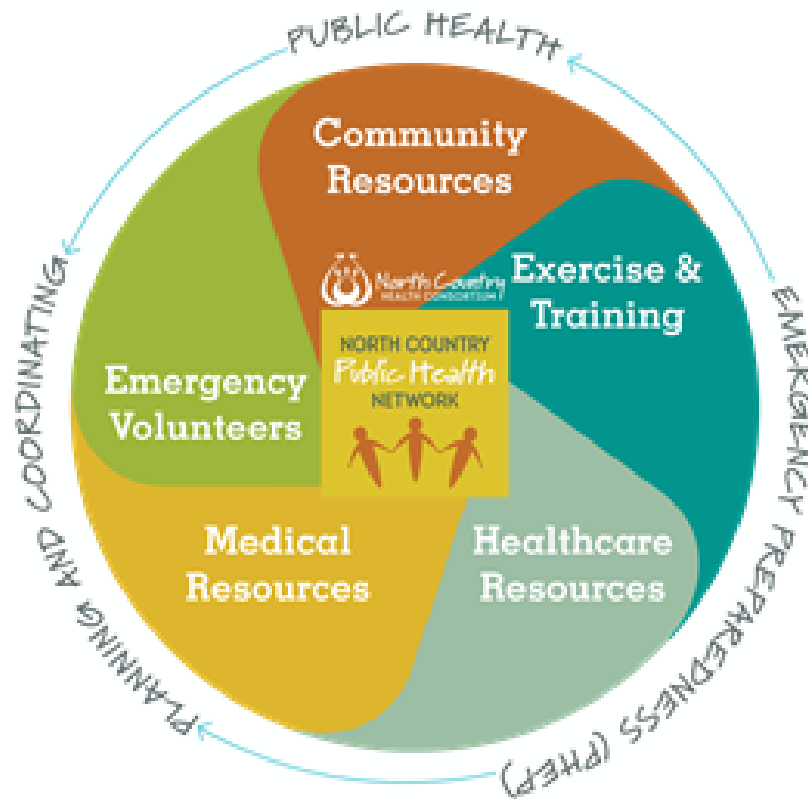 PUBLIC HEALTH
Community
Resources
Exercise &
Training
North Country
HEALTH CONSORTIUM
NORTH COUNTRY
Public Health
NETWORK
Emergency
Volunteers
Medical
Resources
Healthcare
Resources
EMERGENCY PREPAREDNESS (PHEP)
PLANNING AND COORDINATING